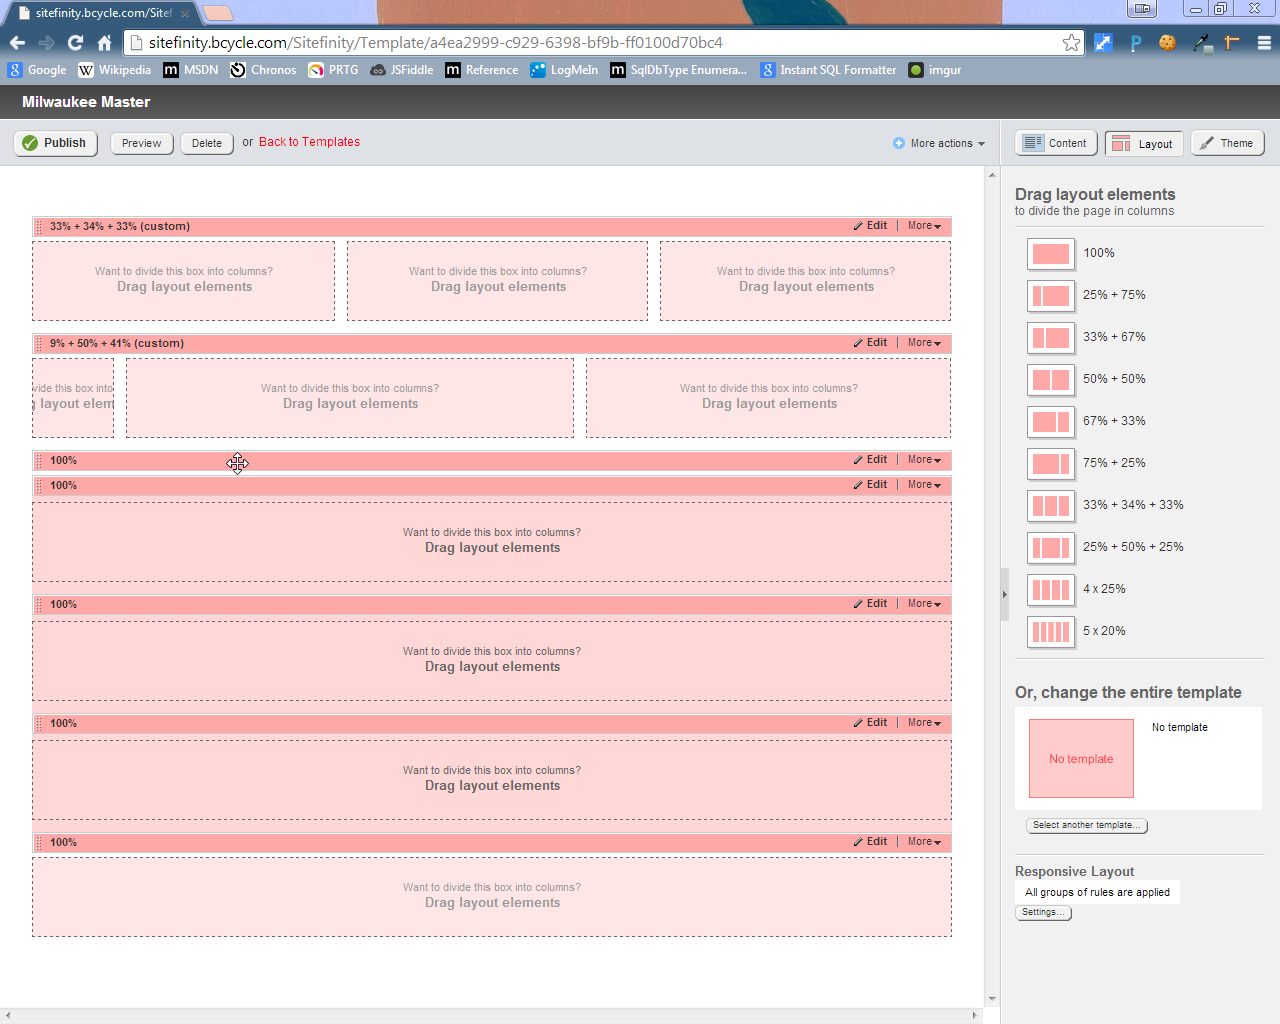 sitefinity.bcycle.com/Sitef
sitefinity.bcycle.com/Sitefinity/Template/a4ea2999-c929-6398-bf9b-ff0100d70bc4
Google Wikipedia MSDN Chronos PRTG JSFiddle Reference LogMeIn SqlDbType Enumera... Instant SQL Formatter imgur
Milwaukee Master
Publish Preview Delete or Back to Templates More actions Content Layout Theme
Drag layout elements
to divide the page in columns
100%
25% + 75%
33% + 67%
50% + 50%
67% + 33%
75% + 25%
33% + 34% + 33%
25% + 50% + 25%
4 x 25%
5 x 20%
Or, change the entire template
No template
No template
Select another template...
Responsive Layout
All groups of rules are applied
Settings...
33% + 34% + 33% (custom) Edit | More
Want to divide this box into columns? Want to divide this box into columns? Want to divide this box into columns?
Drag layout elements Drag layout elements Drag layout elements
9% + 50% + 41% (custom) Edit | More
vide this box into Want to divide this box into columns? Want to divide this box into columns?
layout elem Drag layout elements Drag layout elements
100% Edit | More
100% Edit | More
Want to divide this box into columns?
Drag layout elements
100% Edit | More
Want to divide this box into columns?
Drag layout elements
100% Edit | More
Want to divide this box into columns?
Drag layout elements
100% Edit | More
Want to divide this box into columns?
Drag layout elements